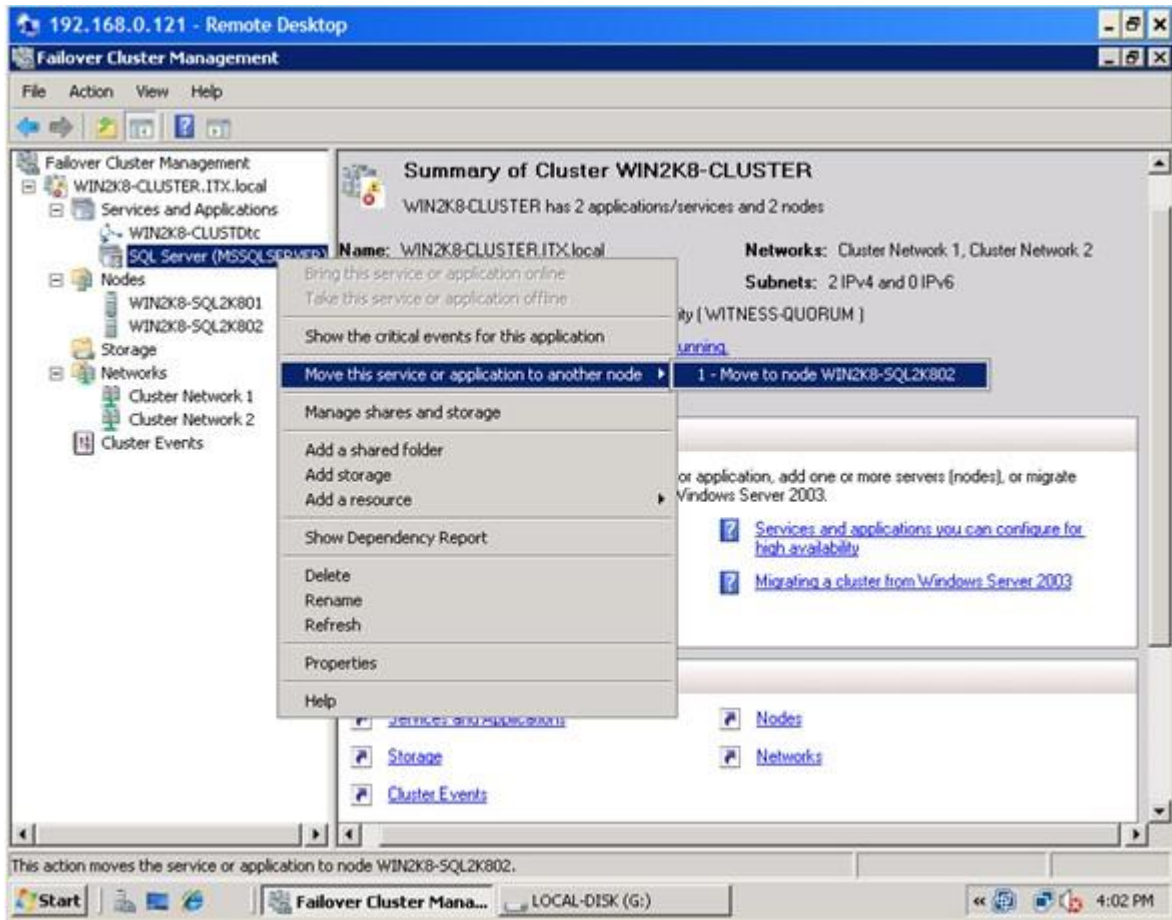 192.168.0.121 - Remote Desktop
Failover Cluster Management
File Action View Help
Failover Cluster Management
WIN2K8-CLUSTER.ITX.local
Services and Applications
WIN2K8-CLUSTDtc
SQL Server (MSSQLSERVER)
Nodes
WIN2K8-SQL2K801
WIN2K8-SQL2K802
Storage
Networks
Cluster Network 1
Cluster Network 2
Cluster Events
Summary of Cluster WIN2K8-CLUSTER
WIN2K8-CLUSTER has 2 applications/services and 2 nodes
Name: WIN2K8-CLUSTER.ITX.local
Networks: Cluster Network 1, Cluster Network 2
Subnets: 2 IPv4 and 0 IPv6
( WITNESS-QUORUM )
Bring this service or application online
Take this service or application offline
Show the critical events for this application
Move this service or application to another node
1 - Move to node WIN2K8-SQL2K802
Manage shares and storage
Add a shared folder
Add storage
Add a resource
Show Dependency Report
Delete
Rename
Refresh
Properties
Help
or application, add one or more servers (nodes), or migrate
Windows Server 2003.
Services and applications you can configure for
high availability
Migrating a cluster from Windows Server 2003
Services and Applications
Nodes
Storage
Networks
Cluster Events
This action moves the service or application to node WIN2K8-SQL2K802.
Start
Failover Cluster Mana...
LOCAL-DISK (G:)
4:02 PM